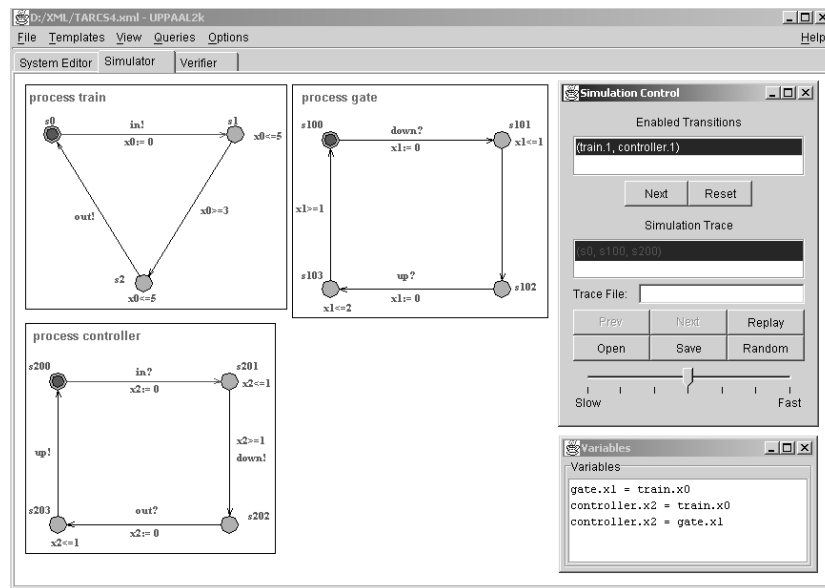 D:/XML/TARCS4.xml - UPPAAL2k
File Templates View Queries Options Help
System Editor Simulator Verifier
process train
s0
in!
x0:= 0
s1
x0<=5
out!
x0>=3
s2
x0<=5
process gate
s100
down?
x1:= 0
s101
x1<=1
x1>=1
s103
up?
x1:= 0
s102
x1<=2
process controller
s200
in?
x2:= 0
s201
x2<=1
up!
x2>=1
down!
s203
out?
x2:= 0
s202
x2<=1
Simulation Control
Enabled Transitions
(train.1, controller.1)
Next Reset
Simulation Trace
(s0, s100, s200)
Trace File:
Prev Next Replay
Open Save Random
Slow Fast
Variables
Variables
gate.x1 = train.x0
controller.x2 = train.x0
controller.x2 = gate.x1